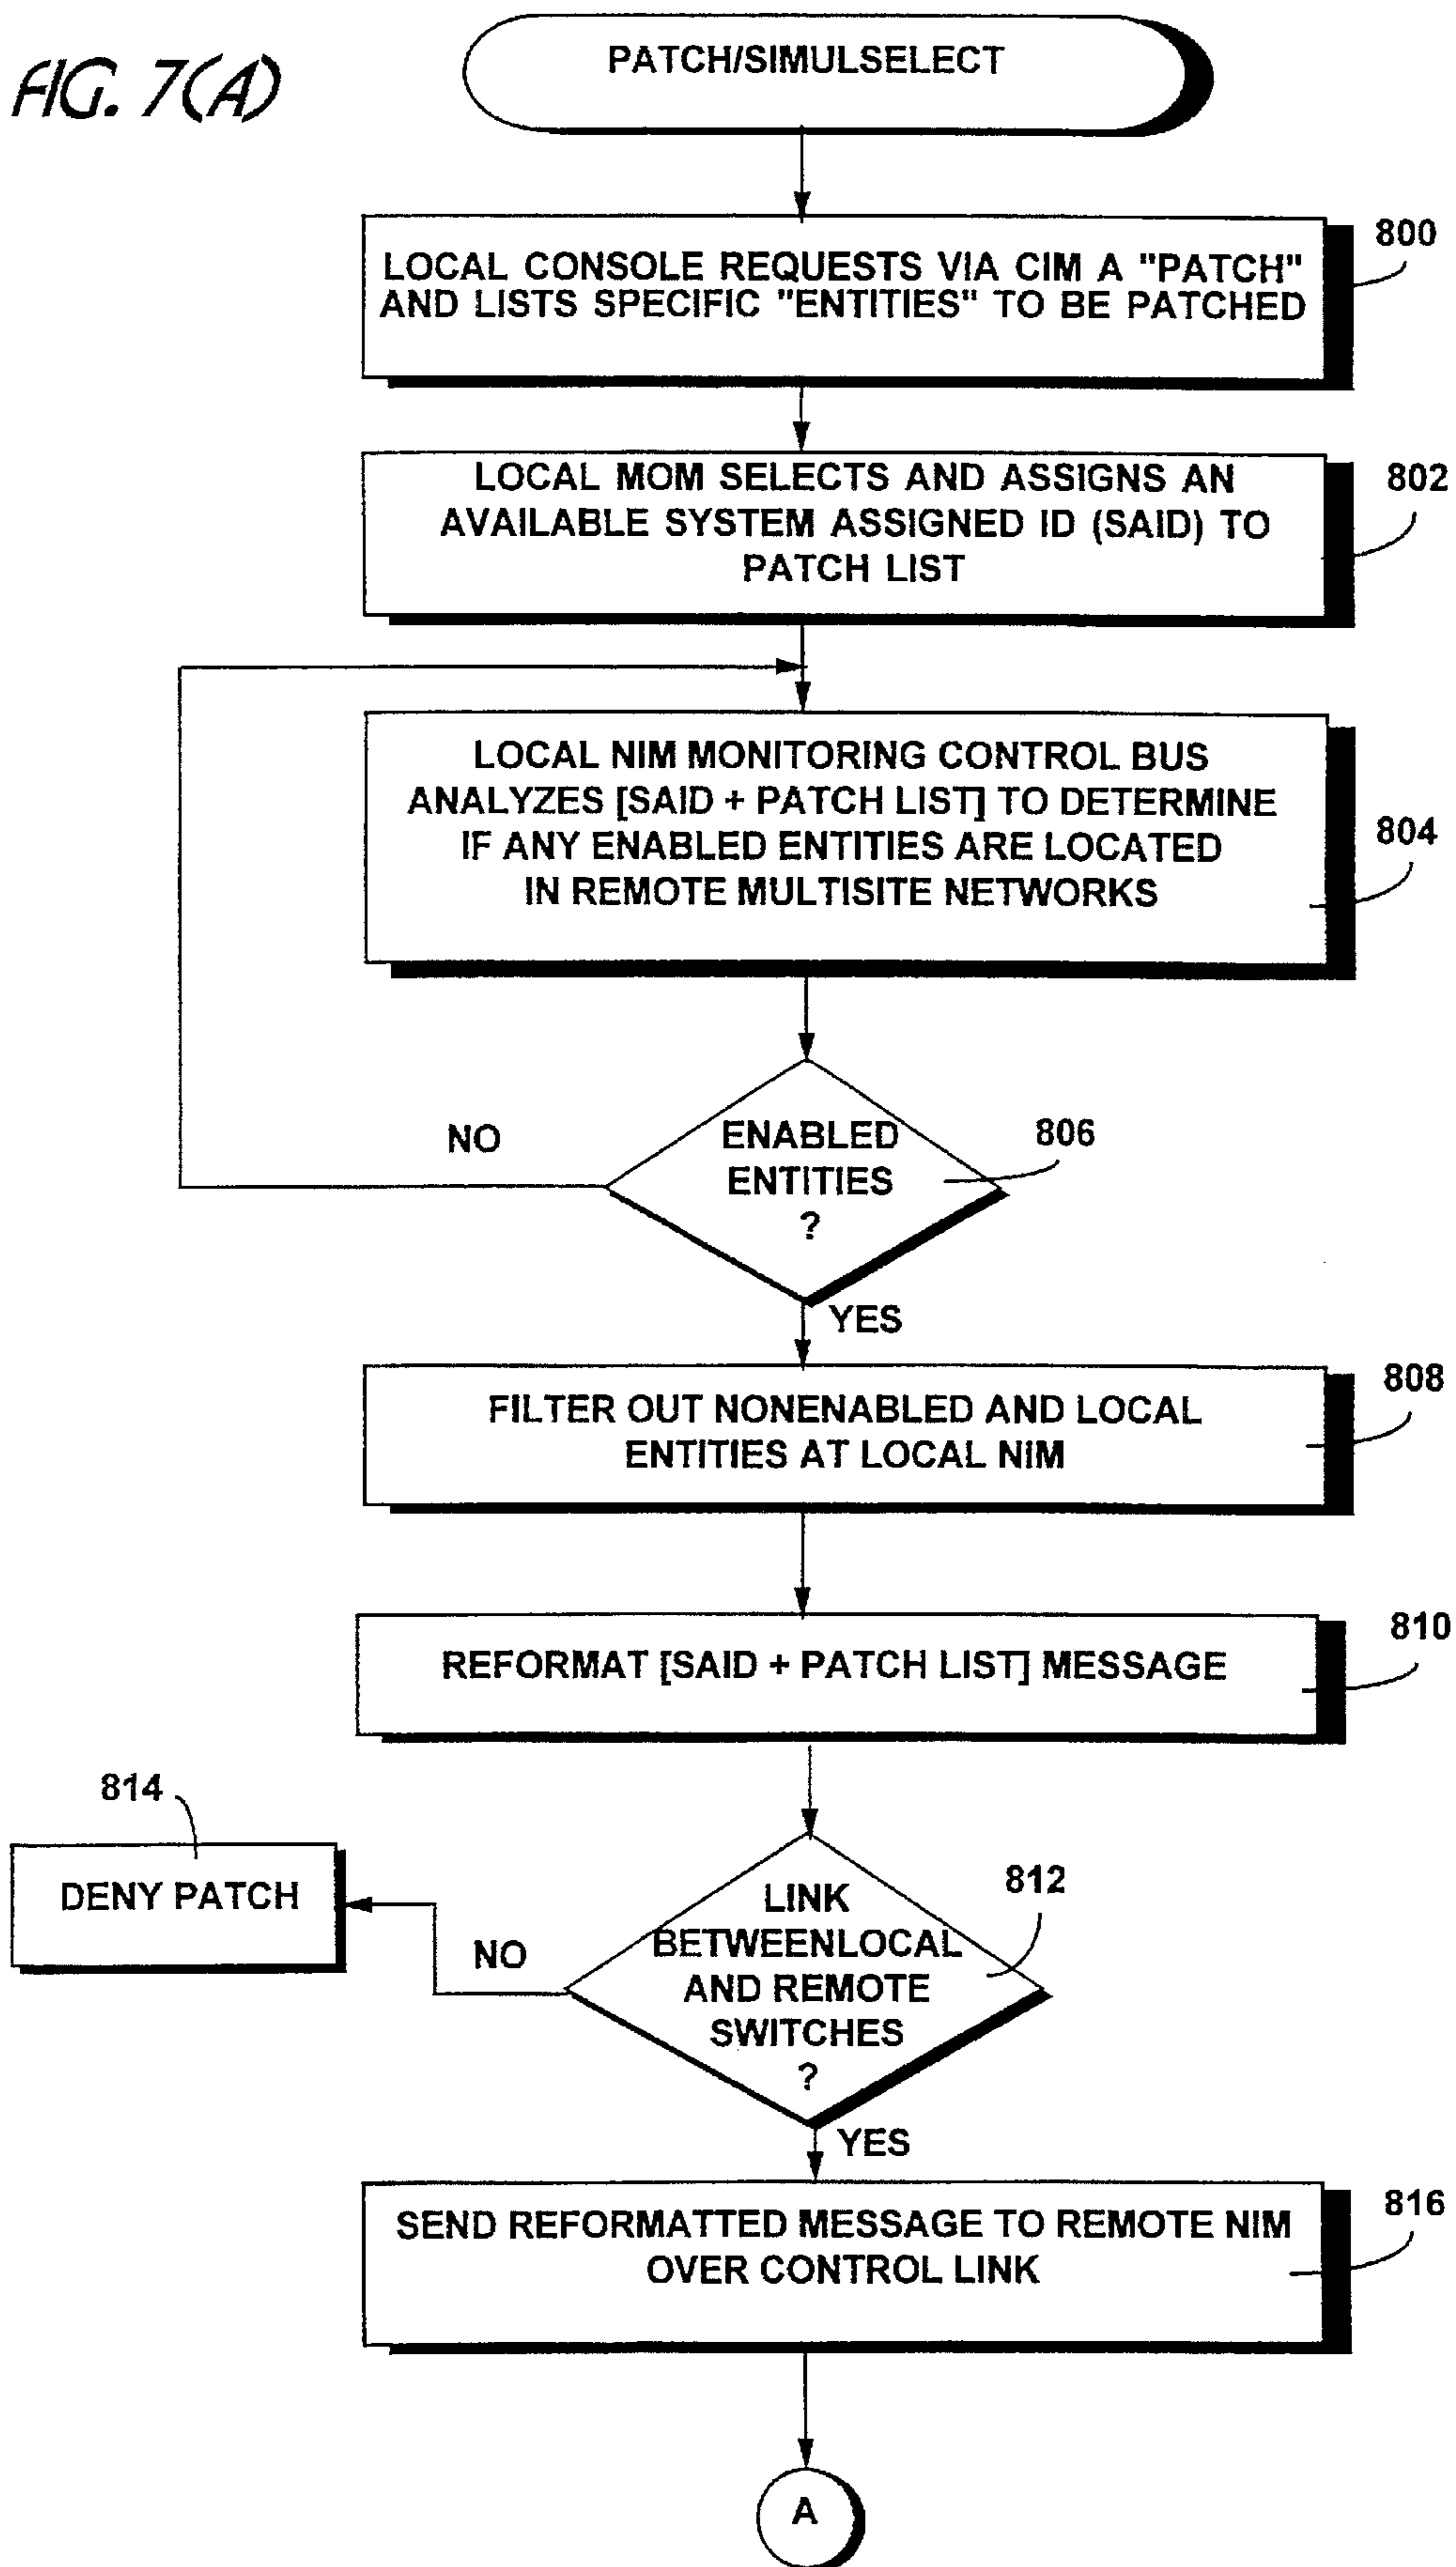 FIG. 7(A)
PATCH/SIMULSELECT
800
LOCAL CONSOLE REQUESTS VIA CIM A "PATCH"
AND LISTS SPECIFIC "ENTITIES" TO BE PATCHED
802
LOCAL MOM SELECTS AND ASSIGNS AN
AVAILABLE SYSTEM ASSIGNED ID (SAID) TO
PATCH LIST
LOCAL NIM MONITORING CONTROL BUS
ANALYZES [SAID + PATCH LIST] TO DETERMINE
IF ANY ENABLED ENTITIES ARE LOCATED
IN REMOTE MULTISITE NETWORKS
804
NO
ENABLED
ENTITIES
?
806
YES
808
FILTER OUT NONENABLED AND LOCAL
ENTITIES AT LOCAL NIM
810
REFORMAT [SAID + PATCH LIST] MESSAGE
814
DENY PATCH
NO
812
LINK
BETWEENLOCAL
AND REMOTE
SWITCHES
?
YES
816
SEND REFORMATTED MESSAGE TO REMOTE NIM
OVER CONTROL LINK
A